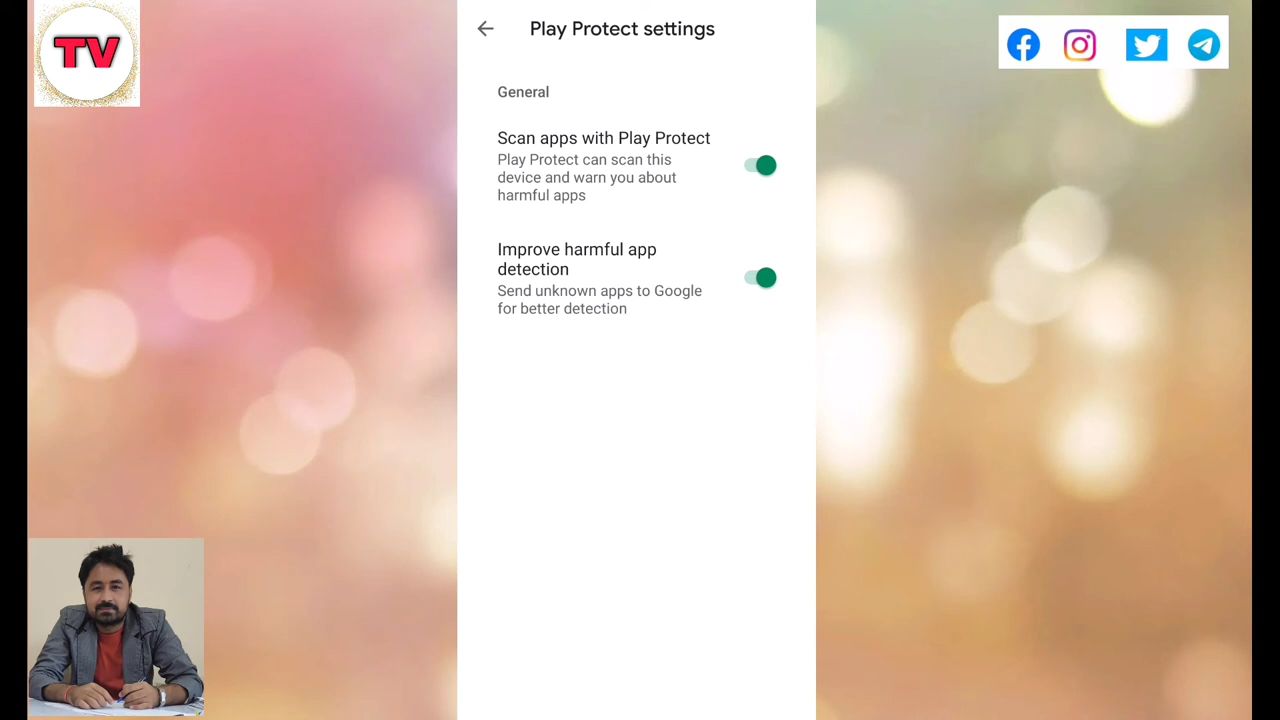 TV
Play Protect settings
General
Scan apps with Play Protect
Play Protect can scan this
device and warn you about
harmful apps
Improve harmful app
detection
Send unknown apps to Google
for better detection